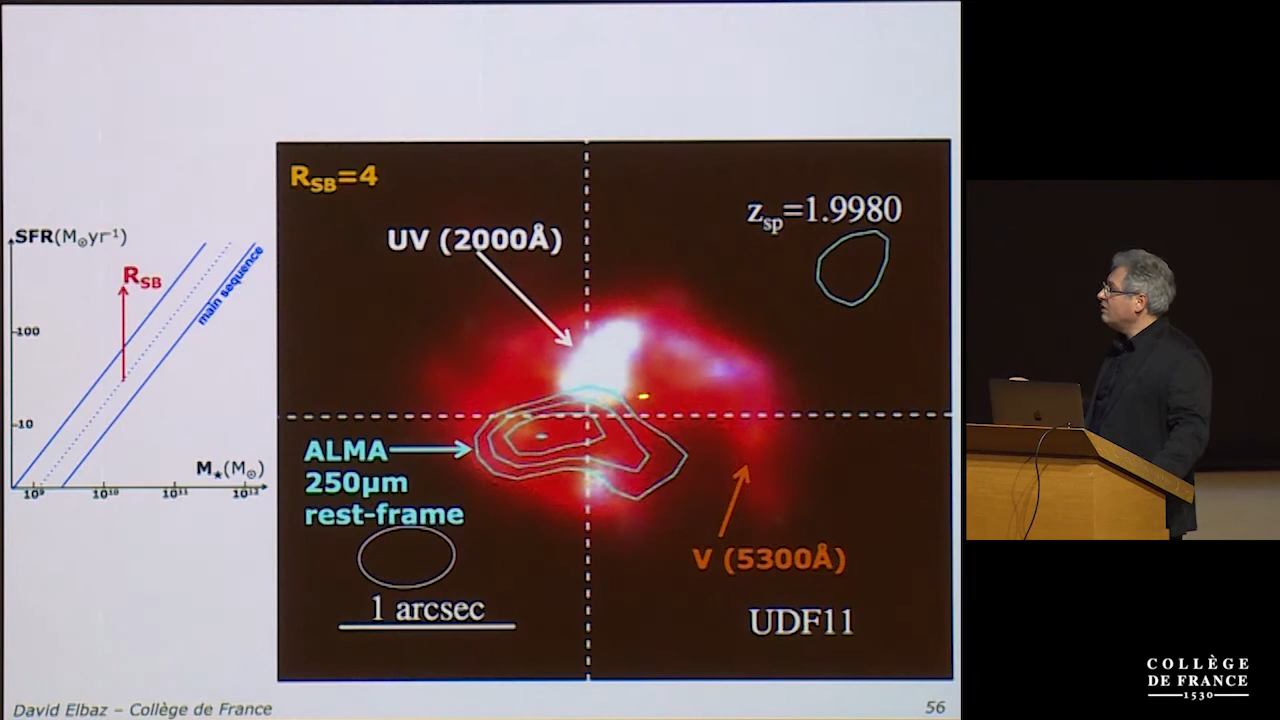 R_SB=4
z_sp=1.9980
UV (2000Å)
SFR(M⊙yr⁻¹)
R_SB
main sequence
100
10
M★(M⊙)
10⁹
10¹⁰
10¹¹
10¹²
ALMA
250µm
rest-frame
1 arcsec
V (5300Å)
UDF11
David Elbaz – Collège de France
56
COLLÈGE
DE FRANCE
1530